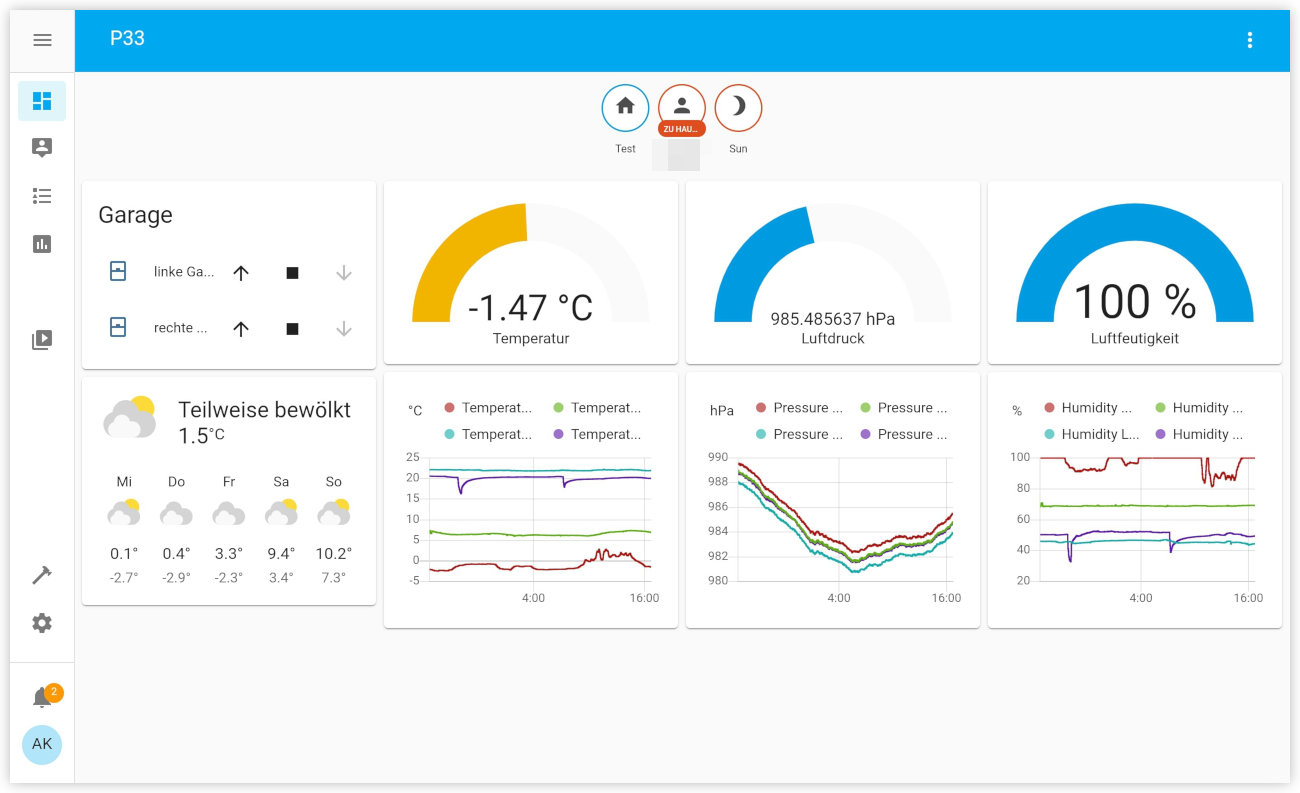 P33
ZU HAU...
Test
Sun
Garage
linke Ga...
rechte ...
-1.47 °C
Temperatur
985.485637 hPa
Luftdruck
100 %
Luftfeutigkeit
Teilweise bewölkt
1.5°C
Mi Do Fr Sa So
0.1° 0.4° 3.3° 9.4° 10.2°
-2.7° -2.9° -2.3° 3.4° 7.3°
°C Temperat... Temperat...
Temperat... Temperat...
25
20
15
10
5
0
-5
4:00 16:00
hPa Pressure ... Pressure ...
Pressure ... Pressure ...
990
988
986
984
982
980
4:00 16:00
% Humidity ... Humidity ...
Humidity L... Humidity ...
100
80
60
40
20
4:00 16:00
2
AK